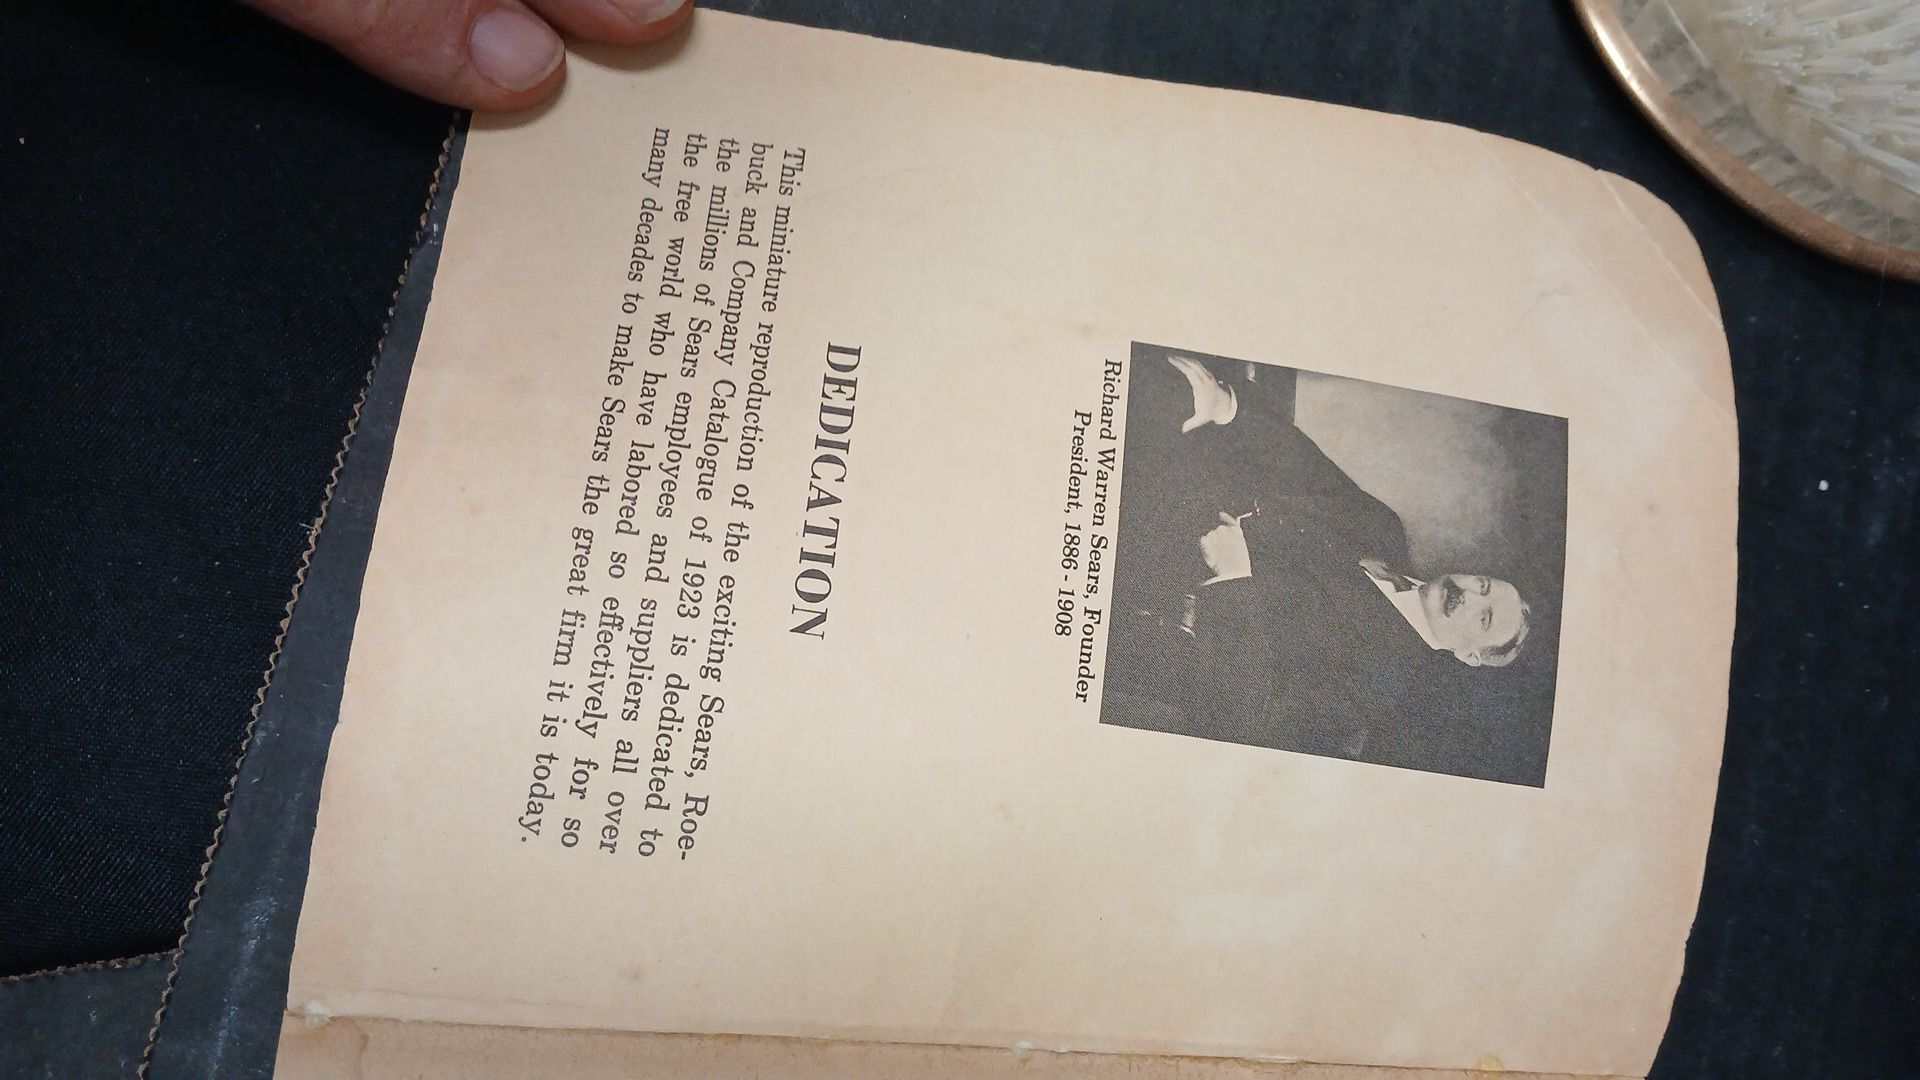 Richard Warren Sears, Founder
President, 1886 - 1908
DEDICATION
This miniature reproduction of the exciting Sears, Roe-
buck and Company Catalogue of 1923 is dedicated to
the millions of Sears employees and suppliers all over
the free world who have labored so effectively for so
many decades to make Sears the great firm it is today.